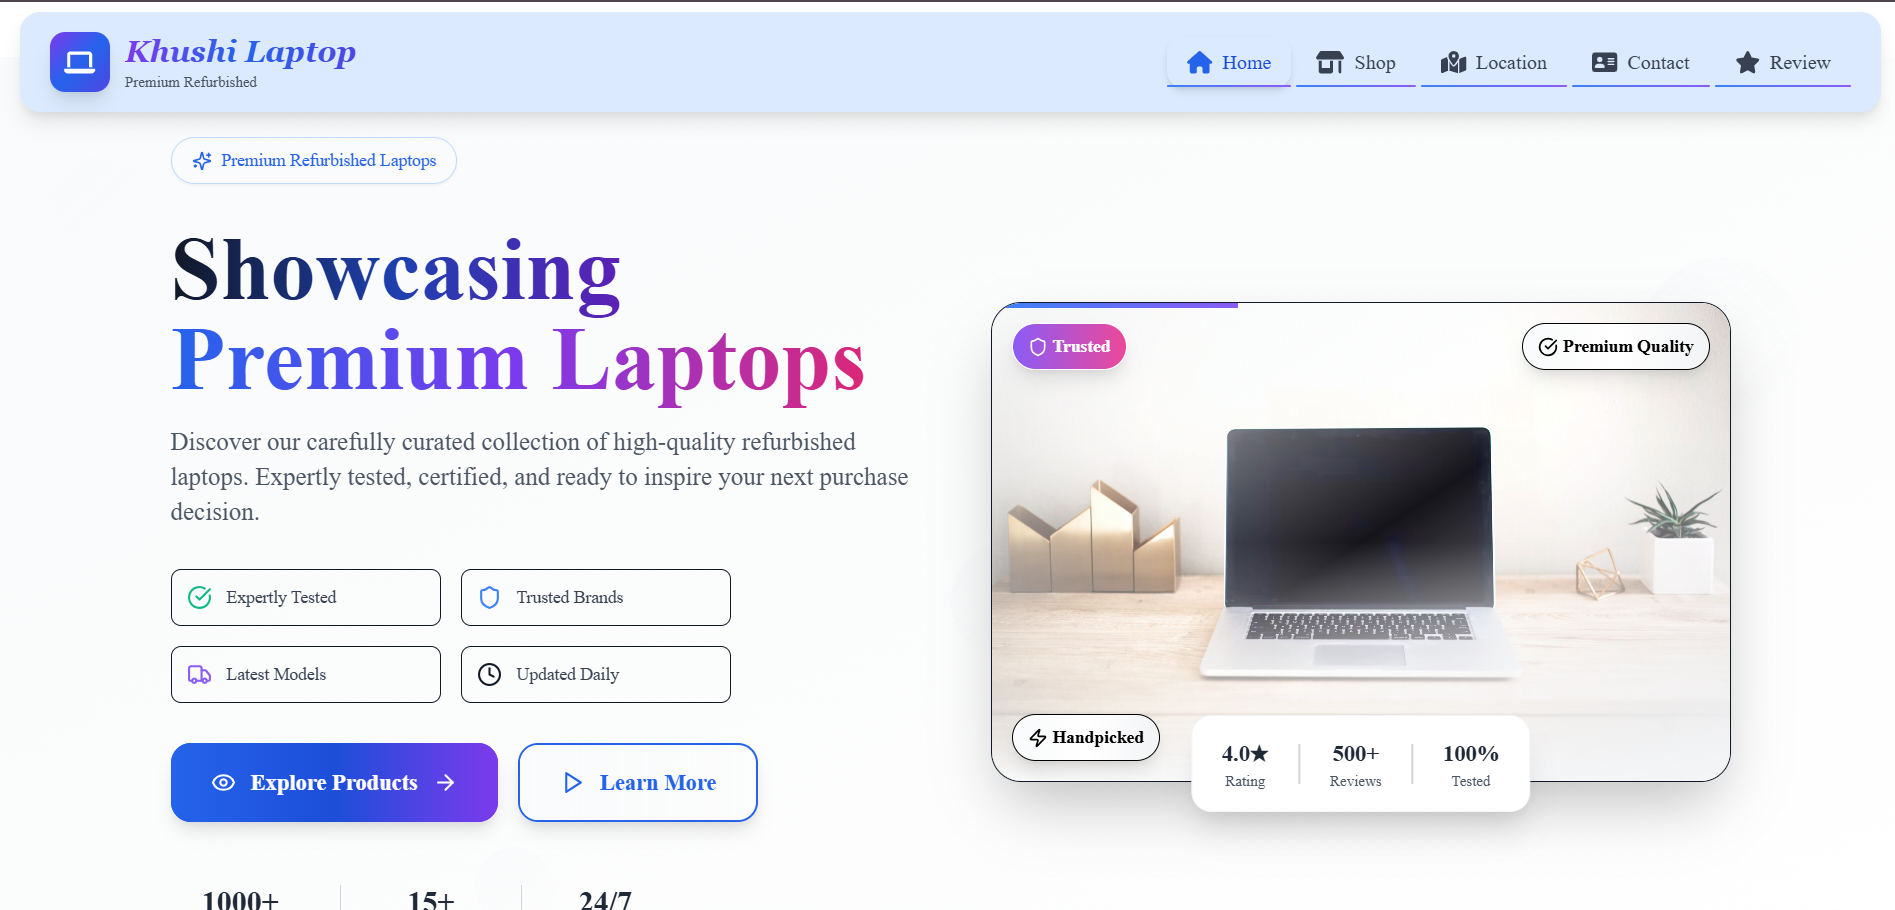 Khushi Laptop
Premium Refurbished
Home
Shop
Location
Contact
Review
Premium Refurbished Laptops
Showcasing
Premium Laptops
Discover our carefully curated collection of high-quality refurbished
laptops. Expertly tested, certified, and ready to inspire your next purchase
decision.
Expertly Tested
Trusted Brands
Latest Models
Updated Daily
Explore Products
Learn More
1000+
15+
24/7
Trusted
Premium Quality
Handpicked
4.0★
Rating
500+
Reviews
100%
Tested